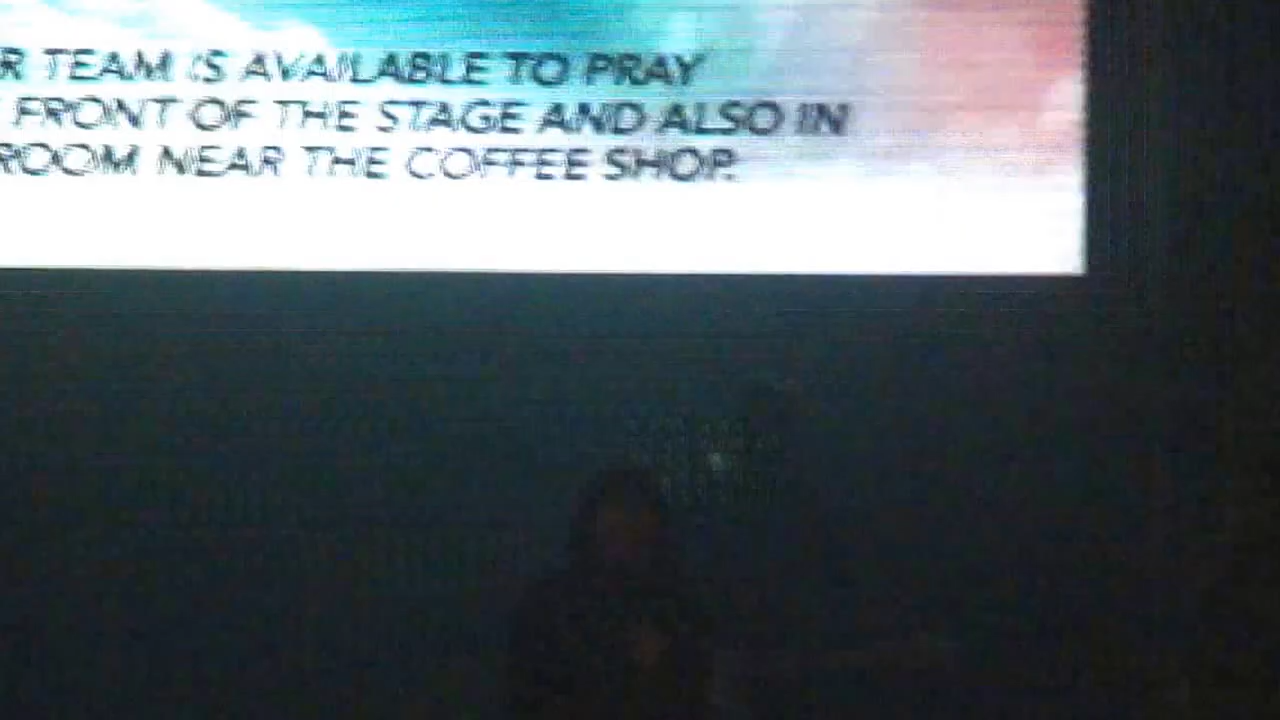 R TEAM IS AVAILABLE TO PRAY
FRONT OF THE STAGE AND ALSO IN
ROOM NEAR THE COFFEE SHOP.